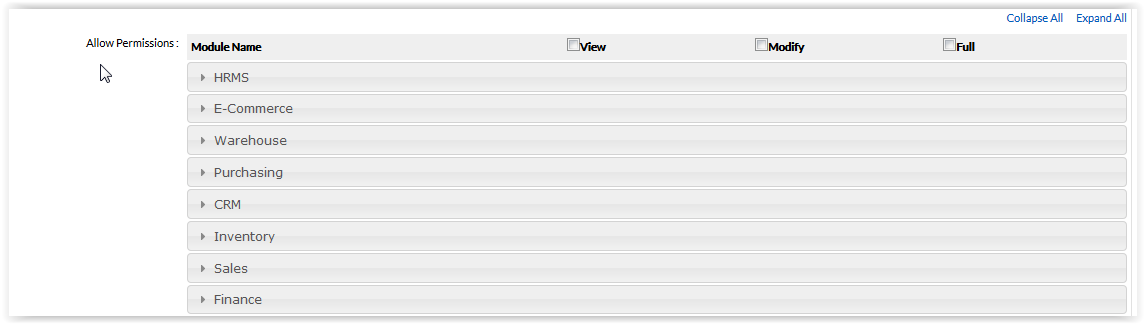 Collapse All Expand All
Allow Permissions : Module Name View Modify Full
HRMS
E-Commerce
Warehouse
Purchasing
CRM
Inventory
Sales
Finance